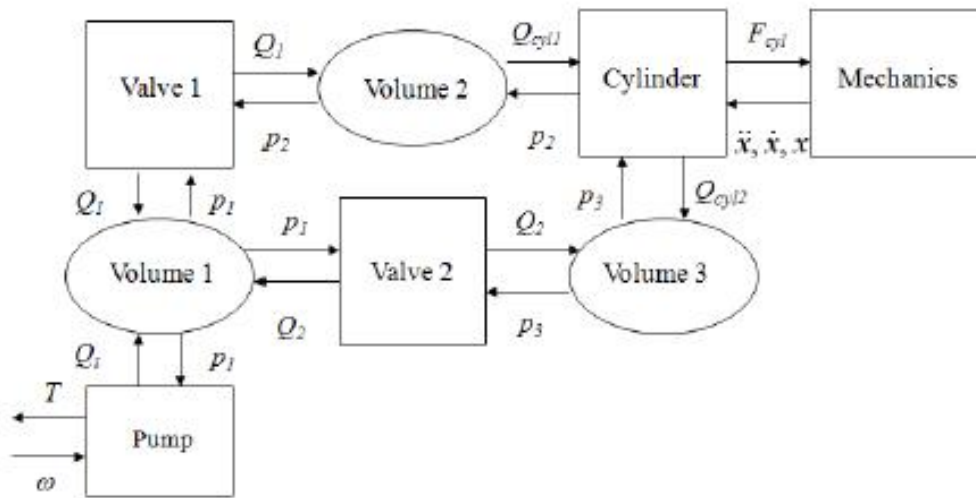 Q1 Qcyl1 Fcyl
Valve 1 Volume 2 Cylinder Mechanics
p2 p2 ẍ, ẋ, x
Q1 p1 p3 Qcyl2
p1 Q2
Volume 1 Valve 2 Volume 3
Q2 p3
Q1 p1
T
Pump
ω